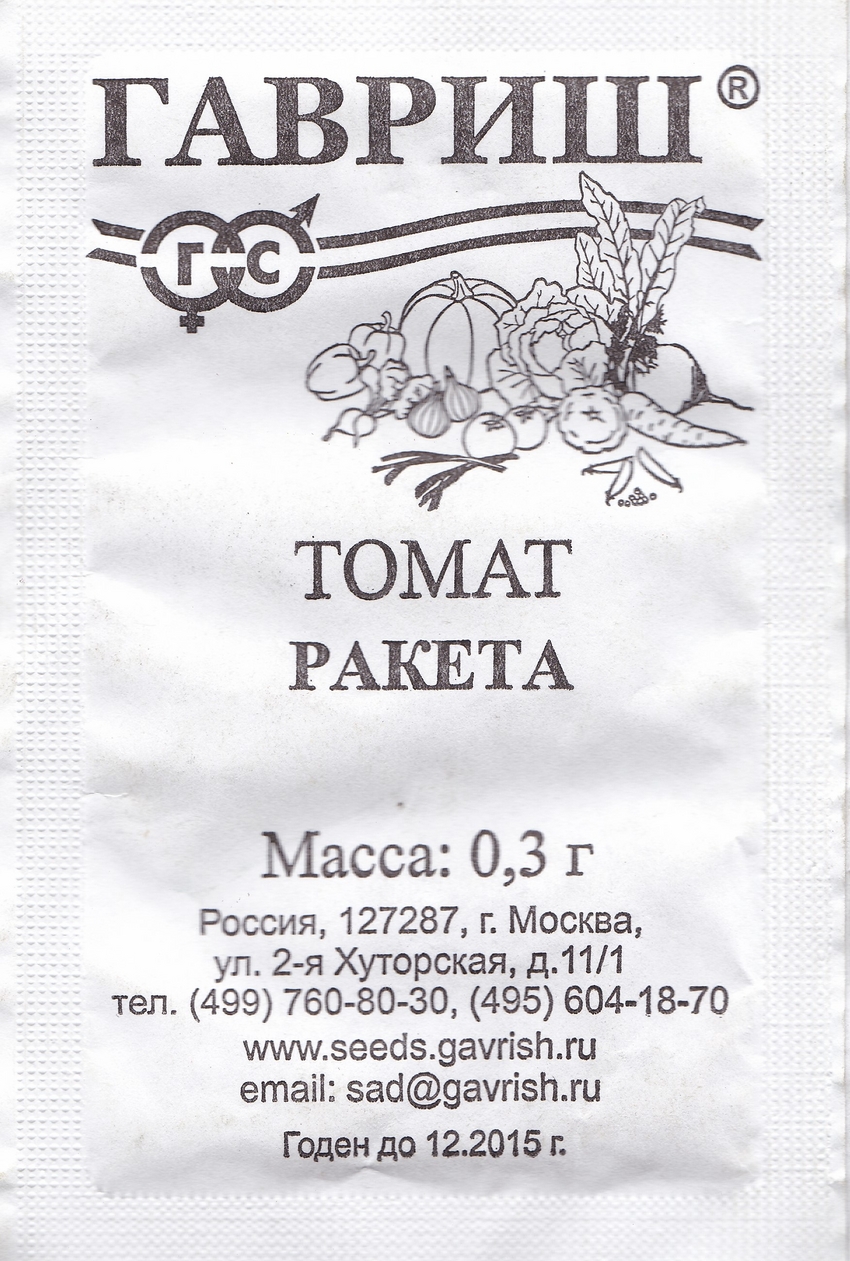 ГАВРИШ®
Г С
ТОМАТ
РАКЕТА
Масса: 0,3 г
Россия, 127287, г. Москва,
ул. 2-я Хуторская, д.11/1
тел. (499) 760-80-30, (495) 604-18-70
www.seeds.gavrish.ru
email: sad@gavrish.ru
Годен до 12.2015 г.